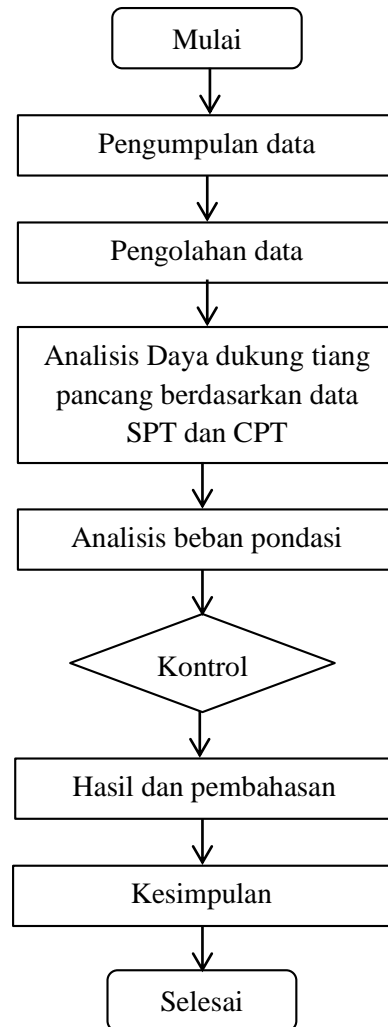 Mulai
Pengumpulan data
Pengolahan data
Analisis Daya dukung tiang
pancang berdasarkan data
SPT dan CPT
Analisis beban pondasi
Kontrol
Hasil dan pembahasan
Kesimpulan
Selesai